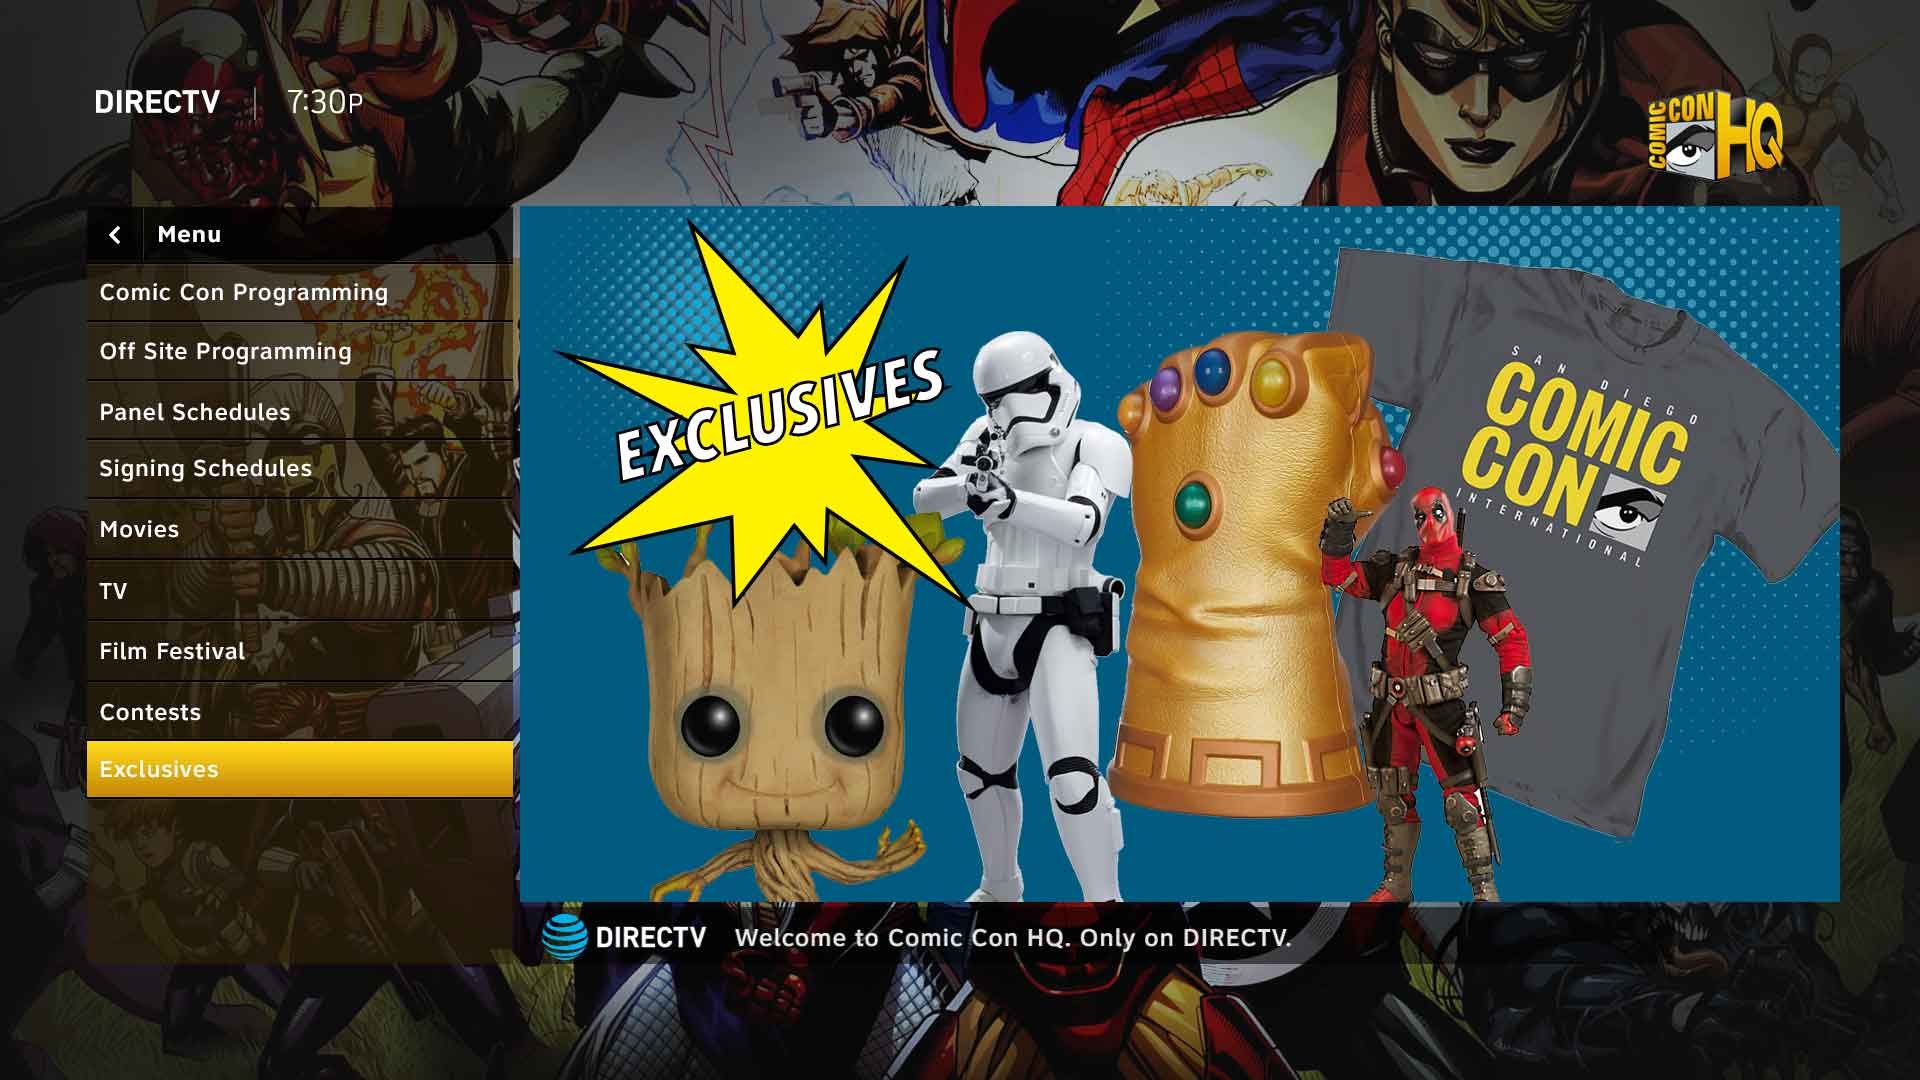 DIRECTV | 7:30P
COMIC CON HQ
Menu
Comic Con Programming
Off Site Programming
Panel Schedules
Signing Schedules
Movies
TV
Film Festival
Contests
Exclusives
EXCLUSIVES
SAN DIEGO
COMIC
CON
INTERNATIONAL
DIRECTV Welcome to Comic Con HQ. Only on DIRECTV.